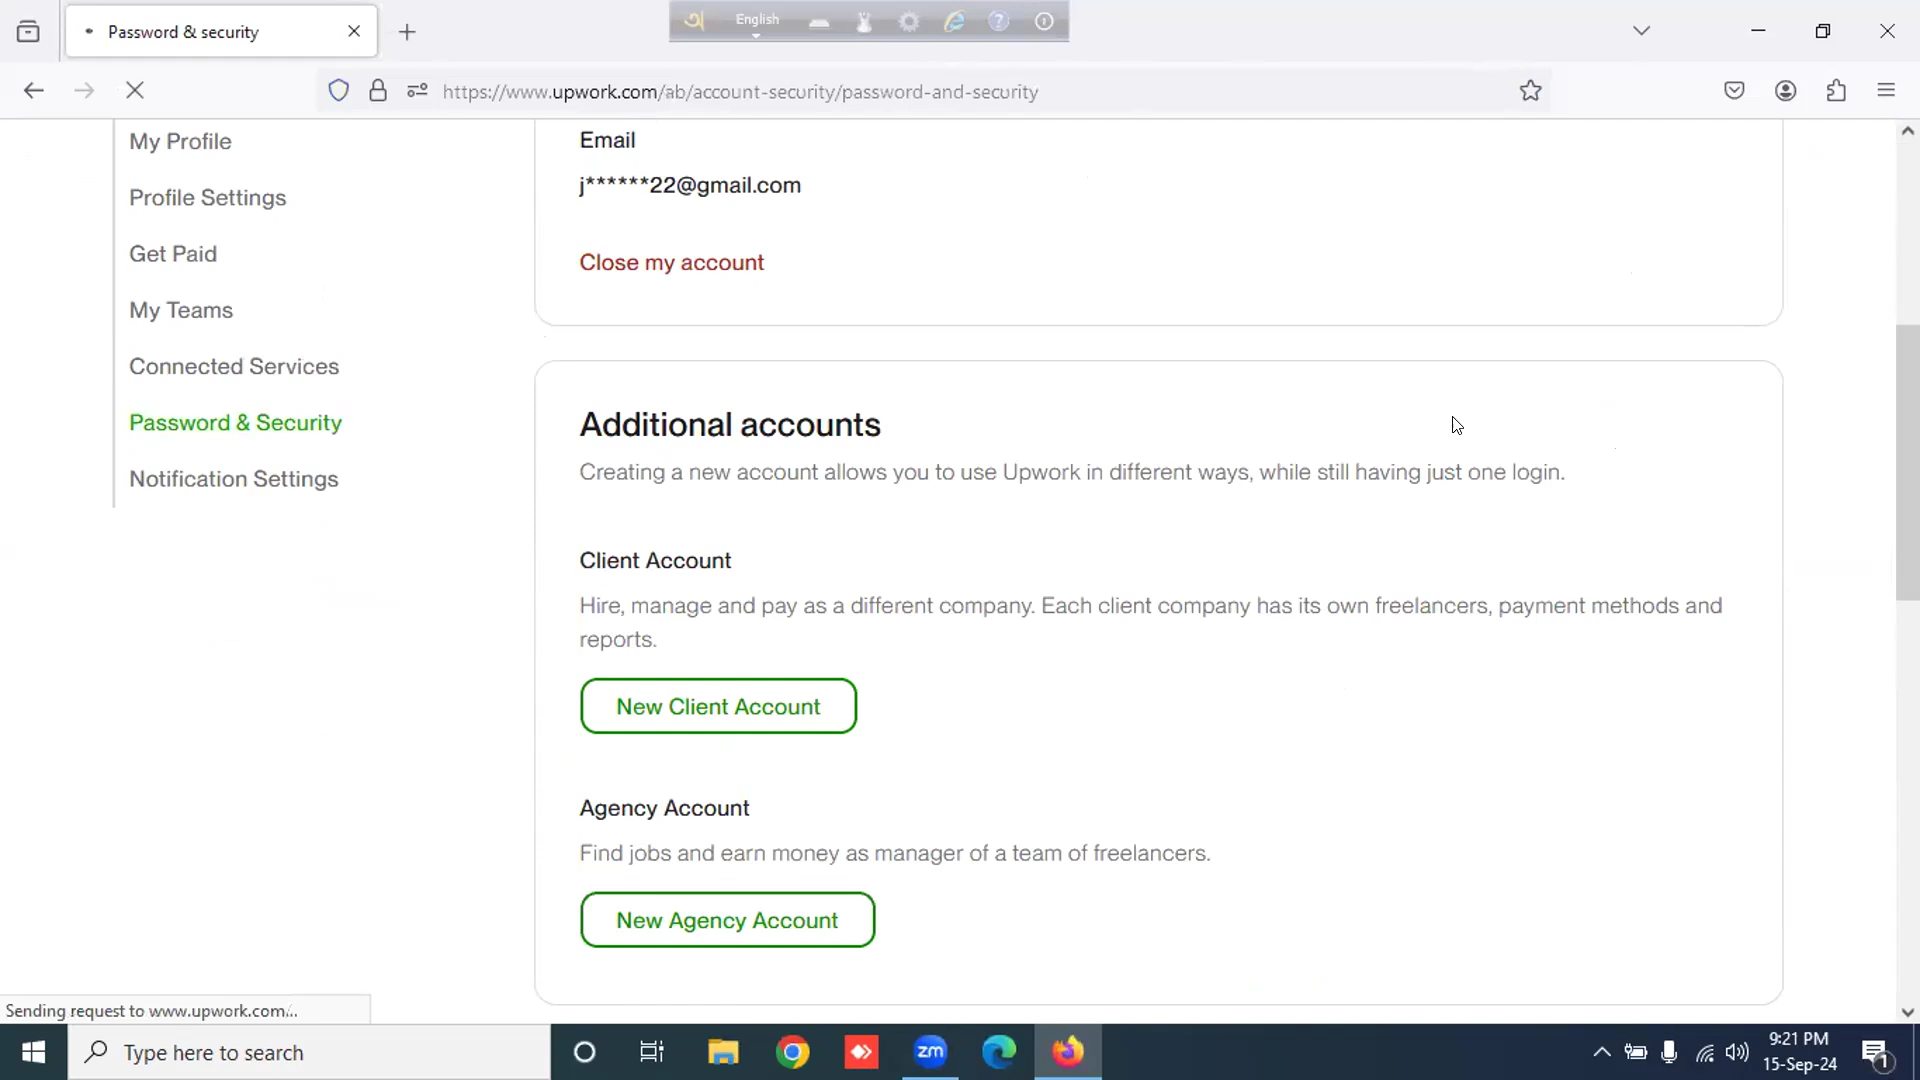 Password & security
অ English
https://www.upwork.com/ab/account-security/password-and-security
My Profile
Profile Settings
Get Paid
My Teams
Connected Services
Password & Security
Notification Settings
Email
j******22@gmail.com
Close my account
Additional accounts
Creating a new account allows you to use Upwork in different ways, while still having just one login.
Client Account
Hire, manage and pay as a different company. Each client company has its own freelancers, payment methods and
reports.
New Client Account
Agency Account
Find jobs and earn money as manager of a team of freelancers.
New Agency Account
Sending request to www.upwork.com/...
Type here to search
zm
9:21 PM
15-Sep-24
1